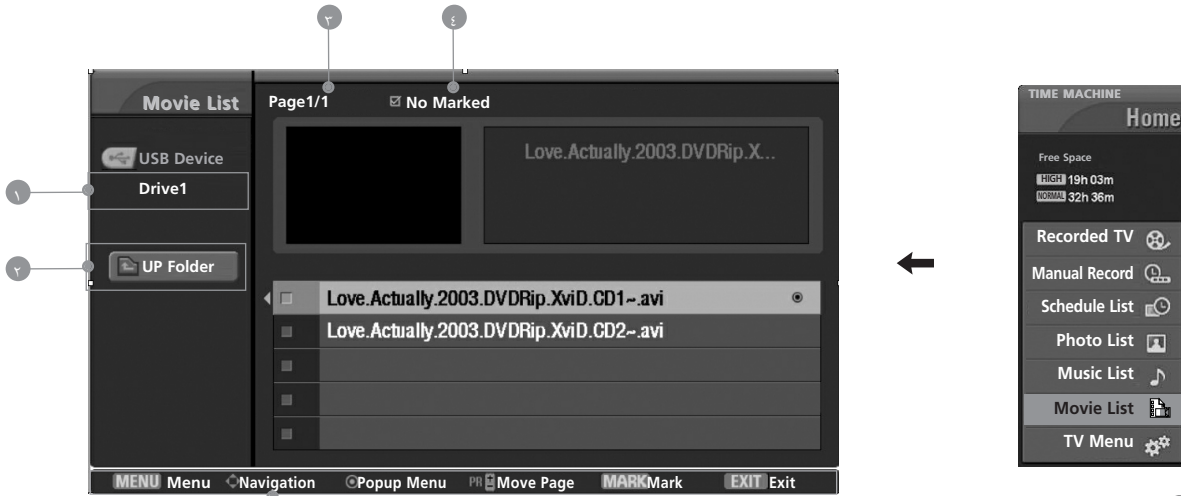 ٣ ٤
Movie List
Page1/1 ☑ No Marked
USB Device
Love.Actually.2003.DVDRip.X...
١ Drive1
٢ UP Folder
Love.Actually.2003.DVDRip.XviD.CD1~.avi
Love.Actually.2003.DVDRip.XviD.CD2~.avi
MENU Menu Navigation Popup Menu PR Move Page MARK Mark EXIT Exit
TIME MACHINE
Home
Free Space
HIGH 19h 03m
NORMAL 32h 36m
Recorded TV
Manual Record
Schedule List
Photo List
Music List
Movie List
TV Menu